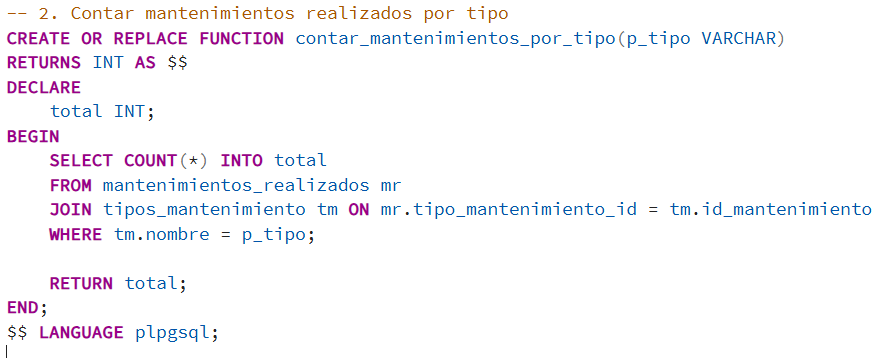 -- 2. Contar mantenimientos realizados por tipo
CREATE OR REPLACE FUNCTION contar_mantenimientos_por_tipo(p_tipo VARCHAR)
RETURNS INT AS $$
DECLARE
    total INT;
BEGIN
    SELECT COUNT(*) INTO total
    FROM mantenimientos_realizados mr
    JOIN tipos_mantenimiento tm ON mr.tipo_mantenimiento_id = tm.id_mantenimiento
    WHERE tm.nombre = p_tipo;

    RETURN total;
END;
$$ LANGUAGE plpgsql;